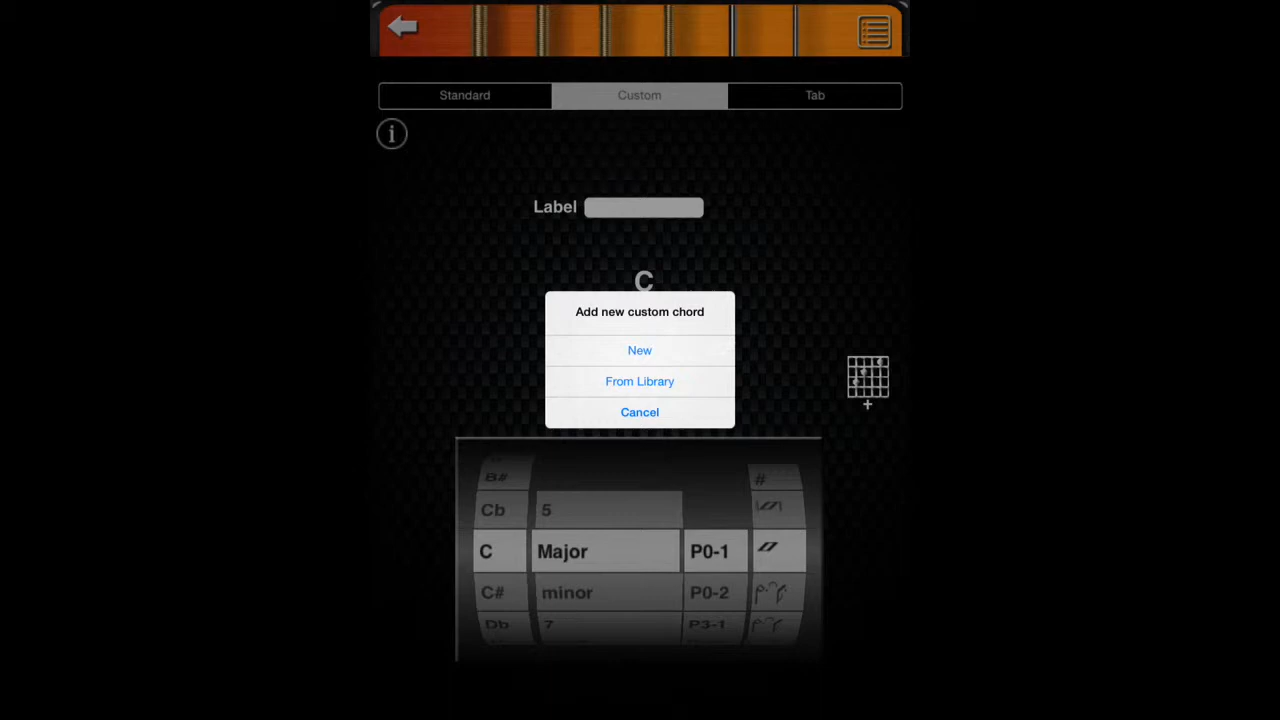 Standard Custom Tab
i
Label
C
Add new custom chord
New
From Library
Cancel
+
B# #
Cb 5
C Major P0-1
C# minor P0-2
Db 7 P3-1